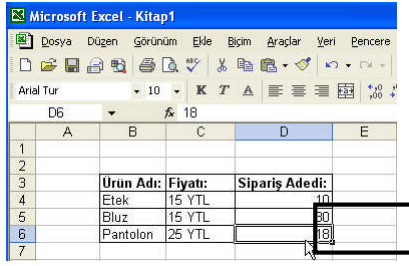 Microsoft Excel - Kitap1
Dosya Düzen Görünüm Ekle Biçim Araçlar Veri Pencere
Arial Tur 10 K T A
D6 fx 18
A B C D E
1
2
3 Ürün Adı: Fiyatı: Sipariş Adedi:
4 Etek 15 YTL 10
5 Bluz 15 YTL 30
6 Pantolon 25 YTL 18
7